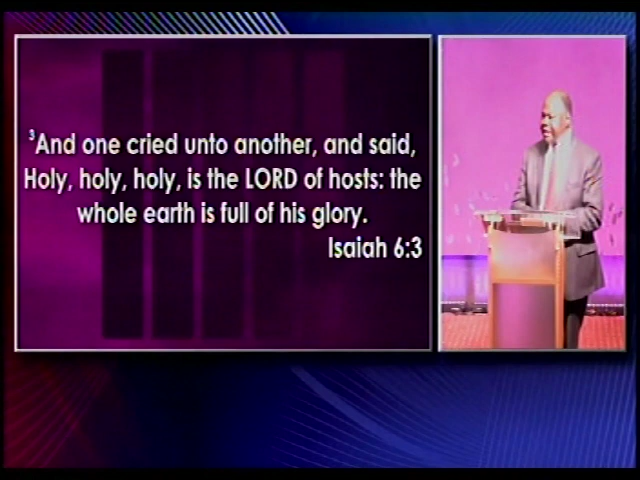 ³And one cried unto another, and said,
Holy, holy, holy, is the LORD of hosts: the
whole earth is full of his glory.
Isaiah 6:3